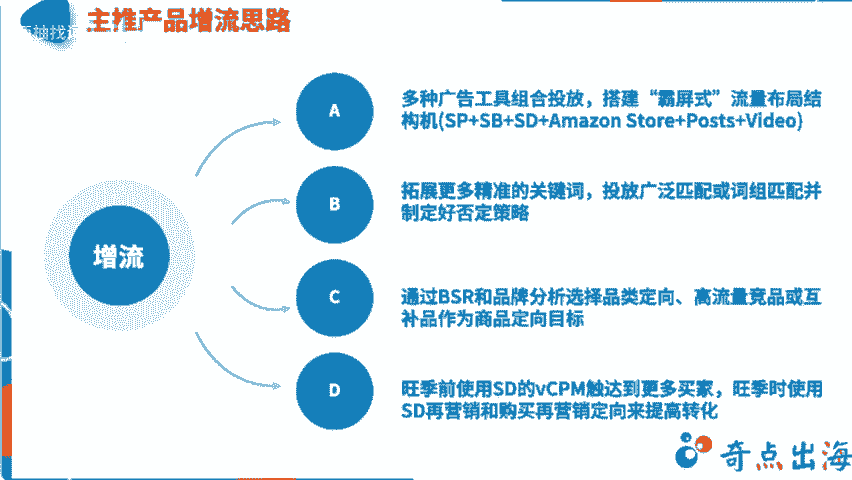 主推产品增流思路
增流
A
多种广告工具组合投放，搭建“霸屏式”流量布局结
构机(SP+SB+SD+Amazon Store+Posts+Video)
B
拓展更多精准的关键词，投放广泛匹配或词组匹配并
制定好否定策略
C
通过BSR和品牌分析选择品类定向、高流量竞品或互
补品作为商品定向目标
D
旺季前使用SD的vCPM触达到更多买家，旺季时使用
SD再营销和购买再营销定向来提高转化
奇点出海